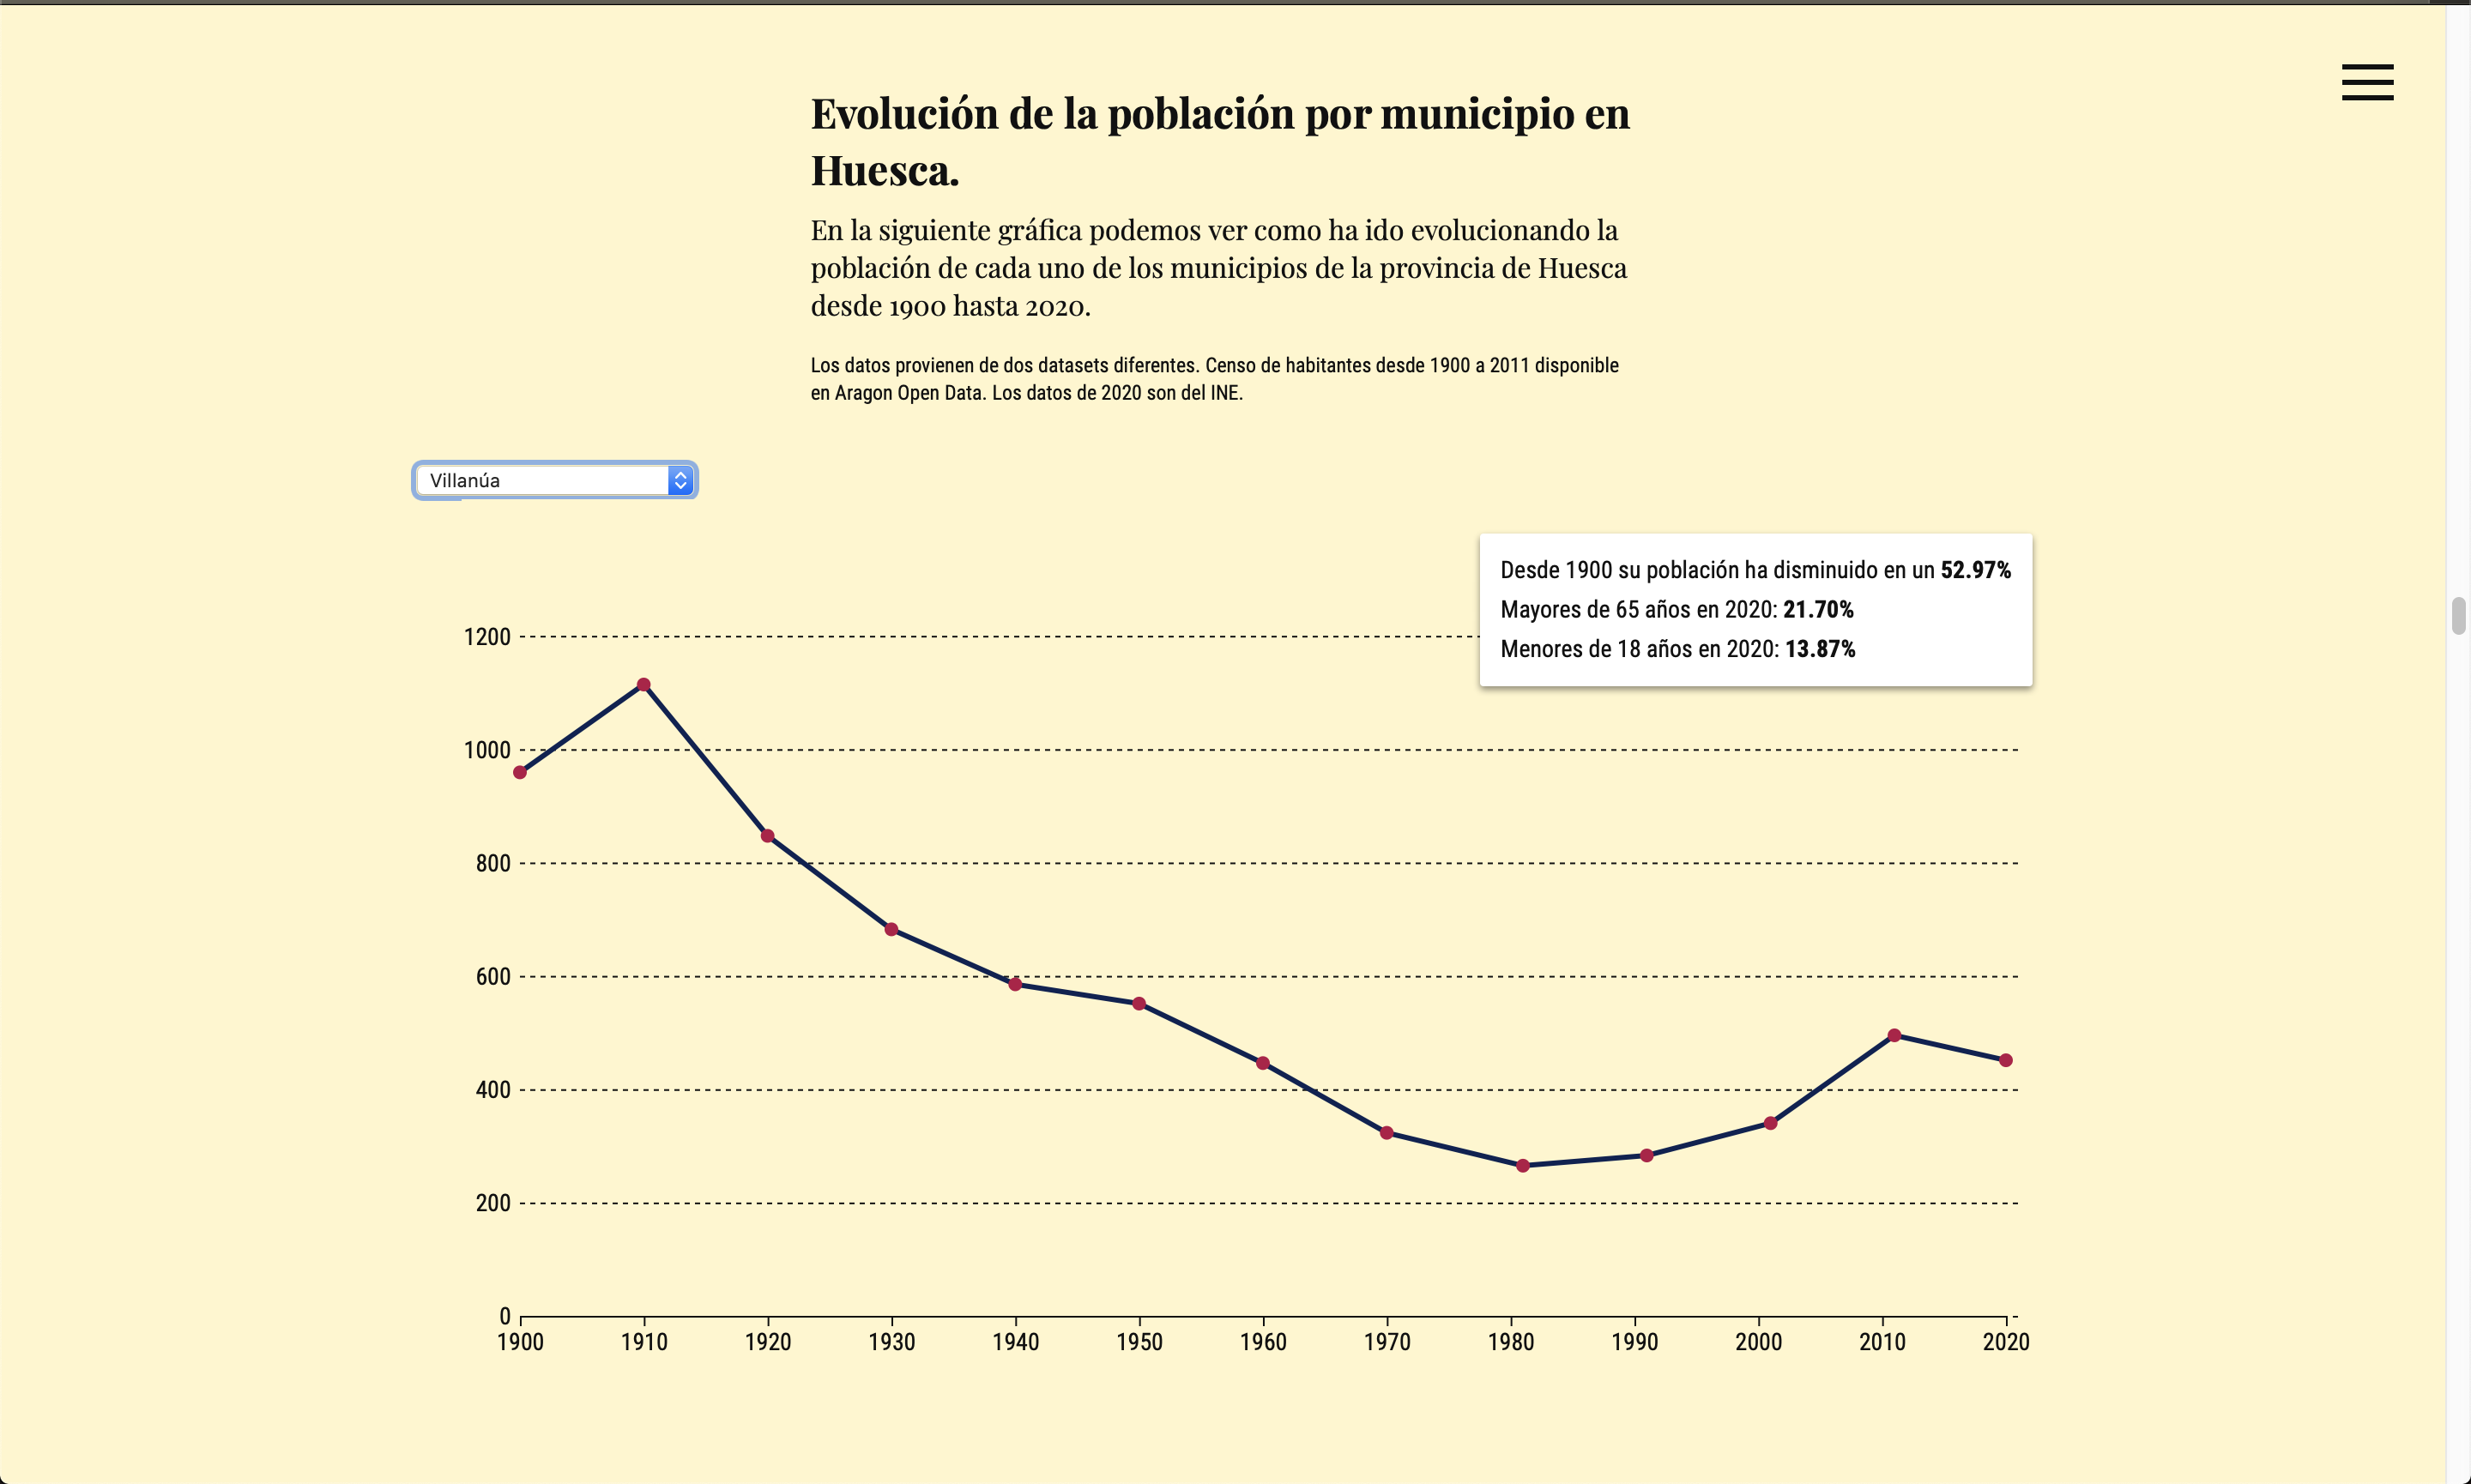 Evolución de la población por municipio en
Huesca.
En la siguiente gráfica podemos ver como ha ido evolucionando la
población de cada uno de los municipios de la provincia de Huesca
desde 1900 hasta 2020.
Los datos provienen de dos datasets diferentes. Censo de habitantes desde 1900 a 2011 disponible
en Aragon Open Data. Los datos de 2020 son del INE.
Villanúa
Desde 1900 su población ha disminuido en un 52.97%
Mayores de 65 años en 2020: 21.70%
Menores de 18 años en 2020: 13.87%
1200
1000
800
600
400
200
0
1900 1910 1920 1930 1940 1950 1960 1970 1980 1990 2000 2010 2020